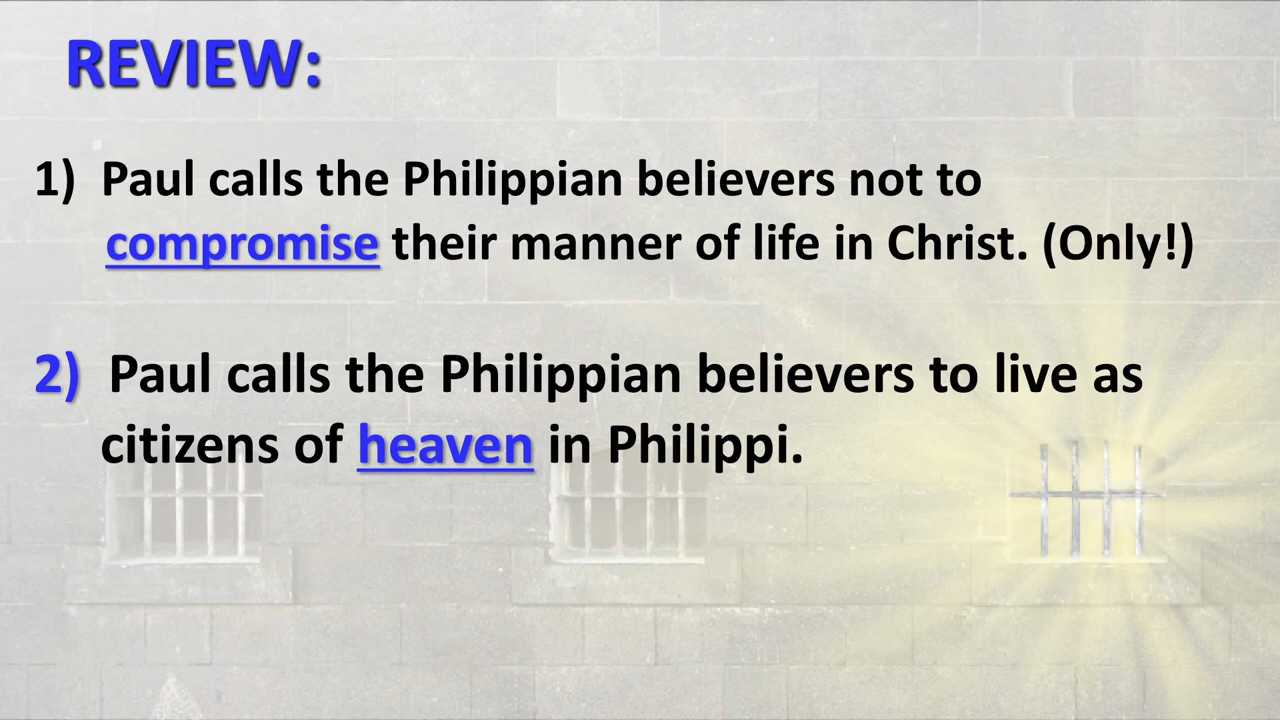 REVIEW:
1) Paul calls the Philippian believers not to
compromise their manner of life in Christ. (Only!)
2) Paul calls the Philippian believers to live as
citizens of heaven in Philippi.